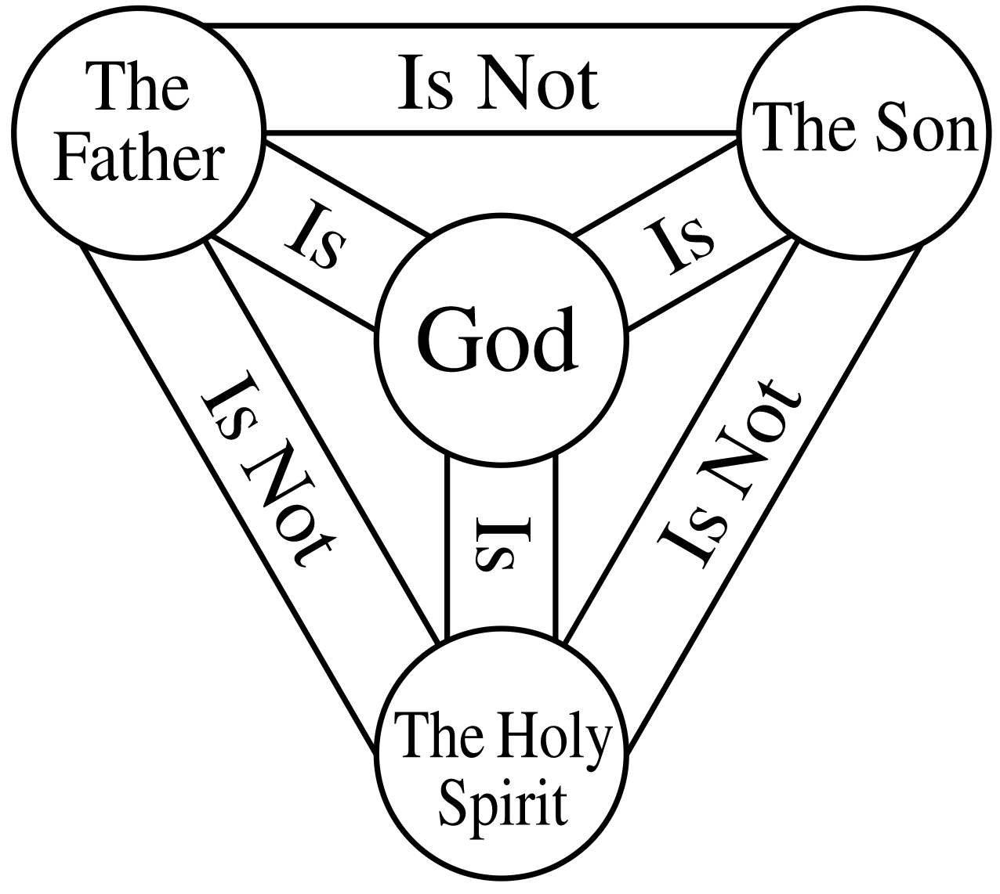 The
Father
Is Not
The Son
Is
Is
God
Is Not
Is Not
Is
The Holy
Spirit